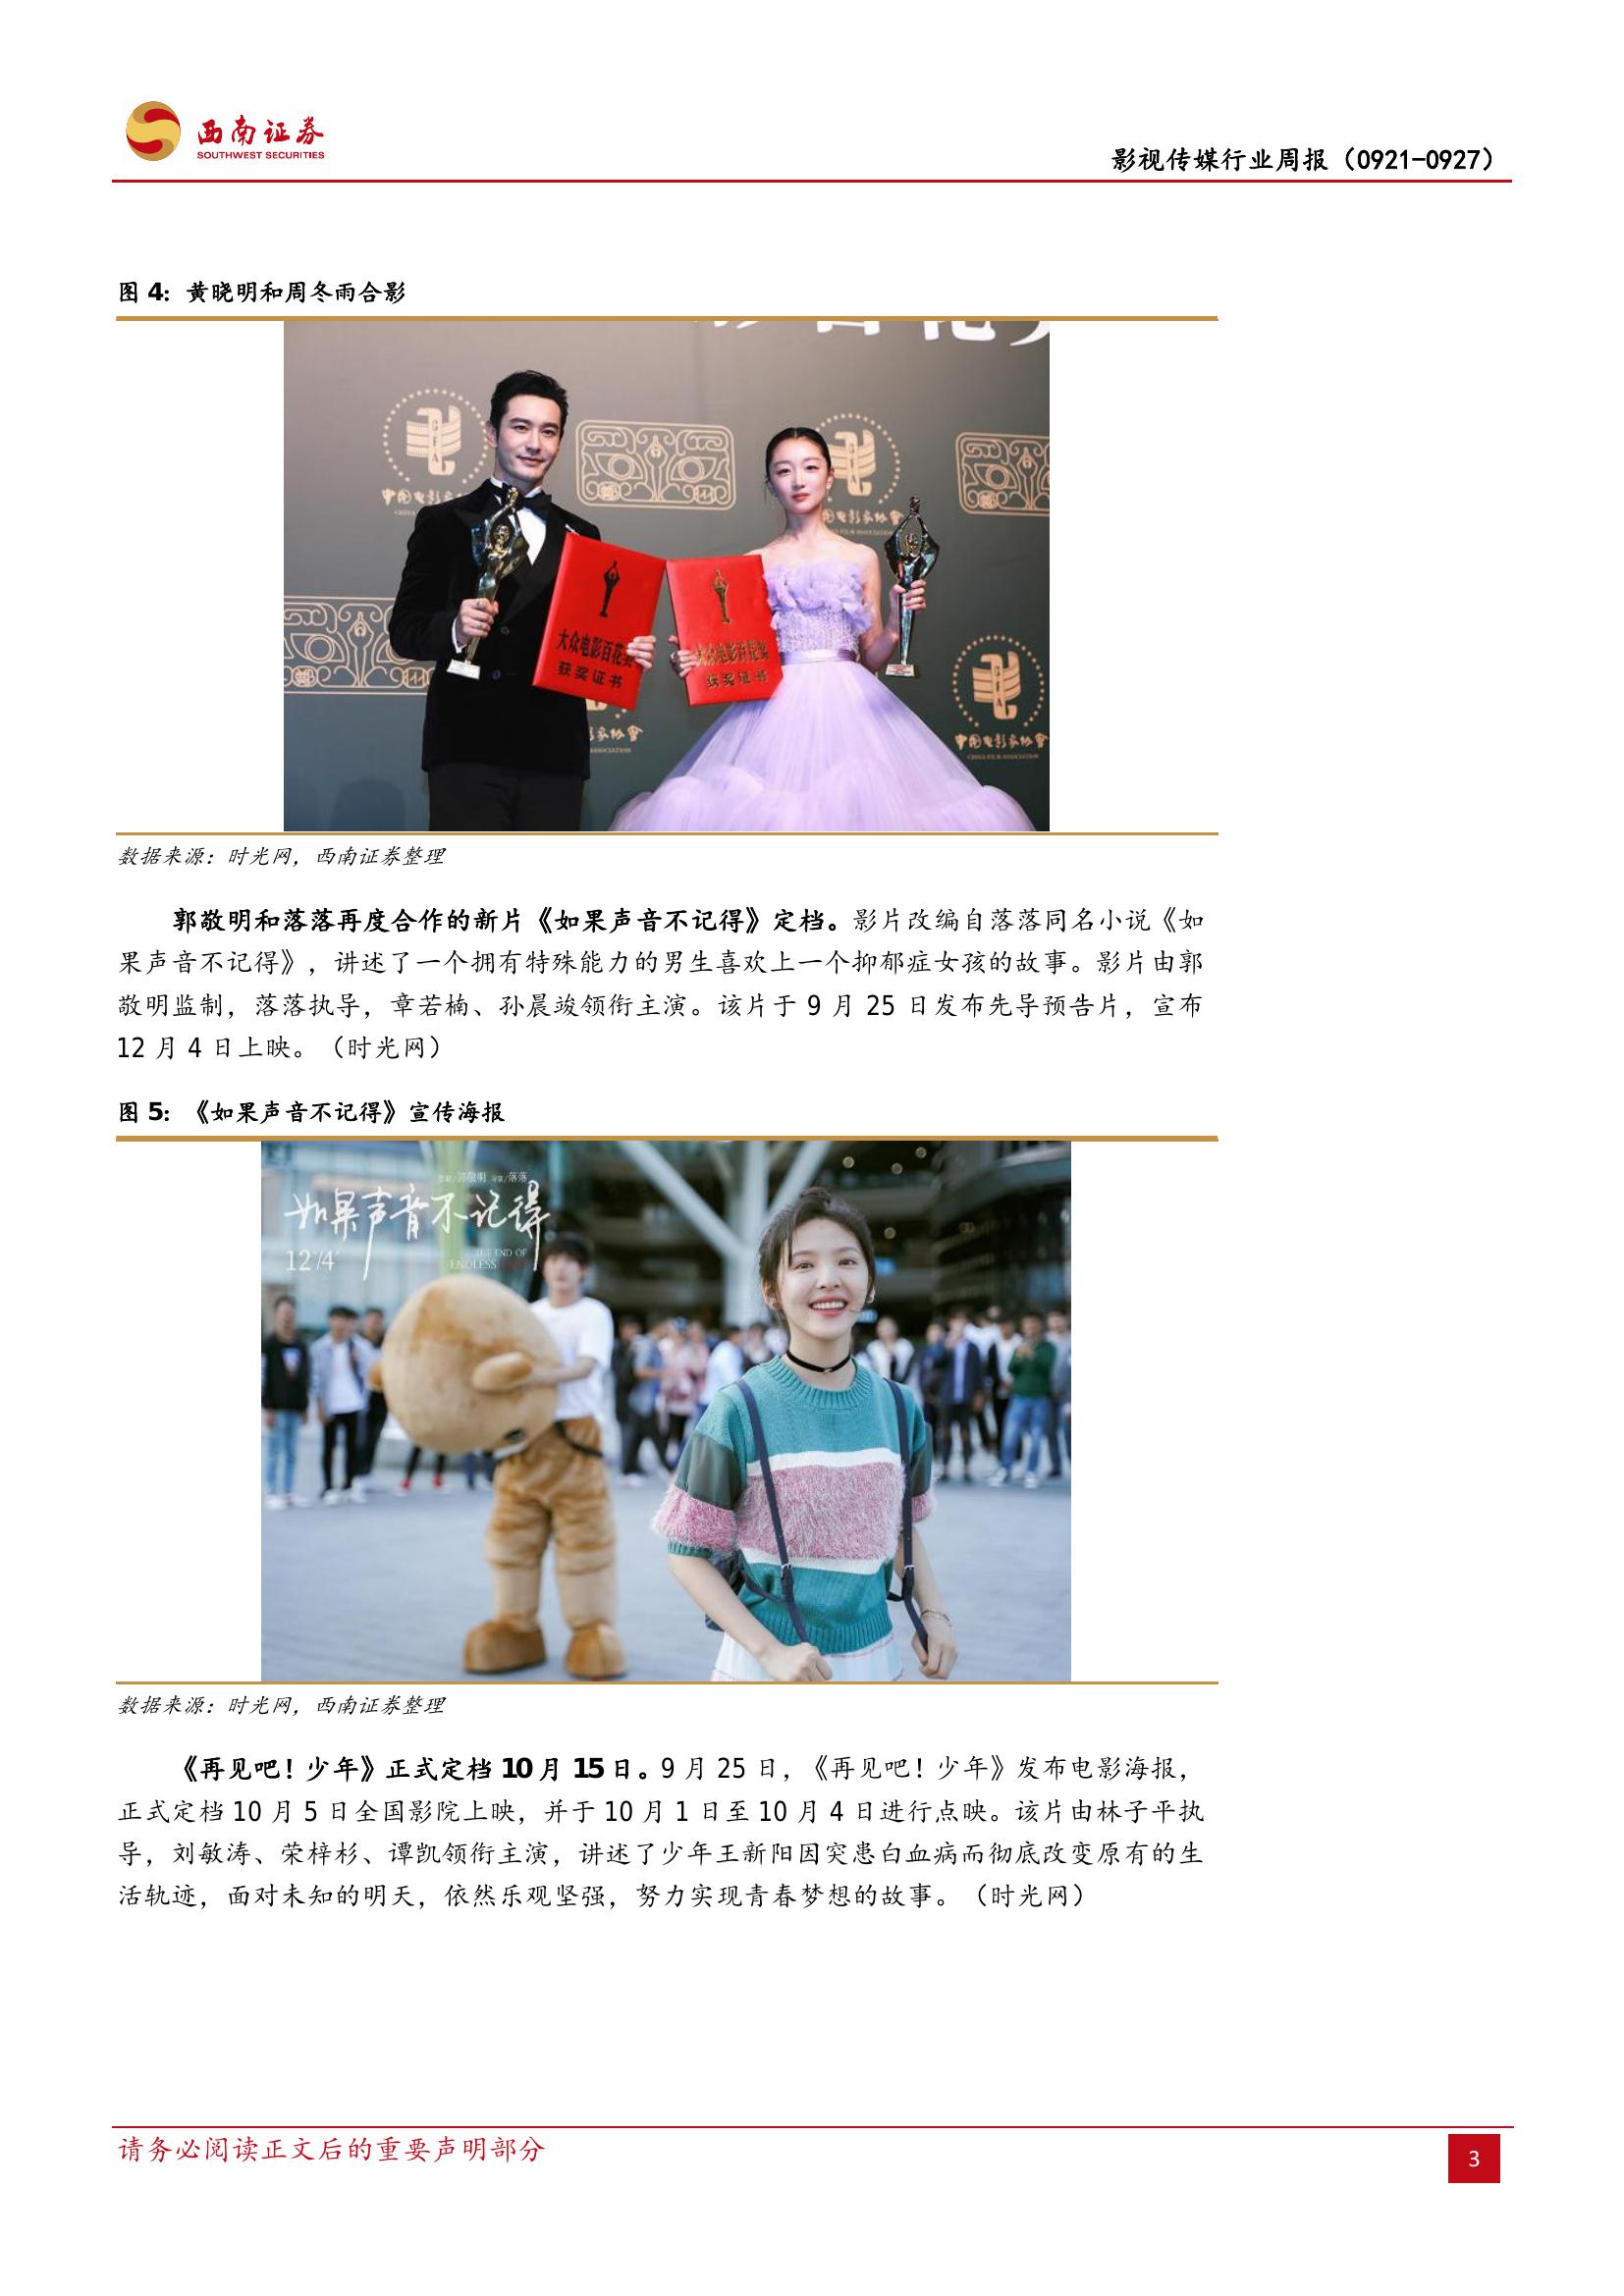 西南证券
SOUTHWEST SECURITIES
影视传媒行业周报（0921-0927）
图 4：黄晓明和周冬雨合影
中国电影家协會
CHINA FILM ASSOCIATION
大众电影百花奖
获奖证书
大众电影百花奖
获奖证书
数据来源：时光网，西南证券整理
郭敬明和落落再度合作的新片《如果声音不记得》定档。影片改编自落落同名小说《如
果声音不记得》，讲述了一个拥有特殊能力的男生喜欢上一个抑郁症女孩的故事。影片由郭
敬明监制，落落执导，章若楠、孙晨竣领衔主演。该片于 9 月 25 日发布先导预告片，宣布
12 月 4 日上映。（时光网）
图 5：《如果声音不记得》宣传海报
郭敬明 落落
如果声音不记得
12/4
THE END OF
ENDLESS
数据来源：时光网，西南证券整理
《再见吧！少年》正式定档 10 月 15 日。9 月 25 日，《再见吧！少年》发布电影海报，
正式定档 10 月 5 日全国影院上映，并于 10 月 1 日至 10 月 4 日进行点映。该片由林子平执
导，刘敏涛、荣梓杉、谭凯领衔主演，讲述了少年王新阳因突患白血病而彻底改变原有的生
活轨迹，面对未知的明天，依然乐观坚强，努力实现青春梦想的故事。（时光网）
请务必阅读正文后的重要声明部分
3